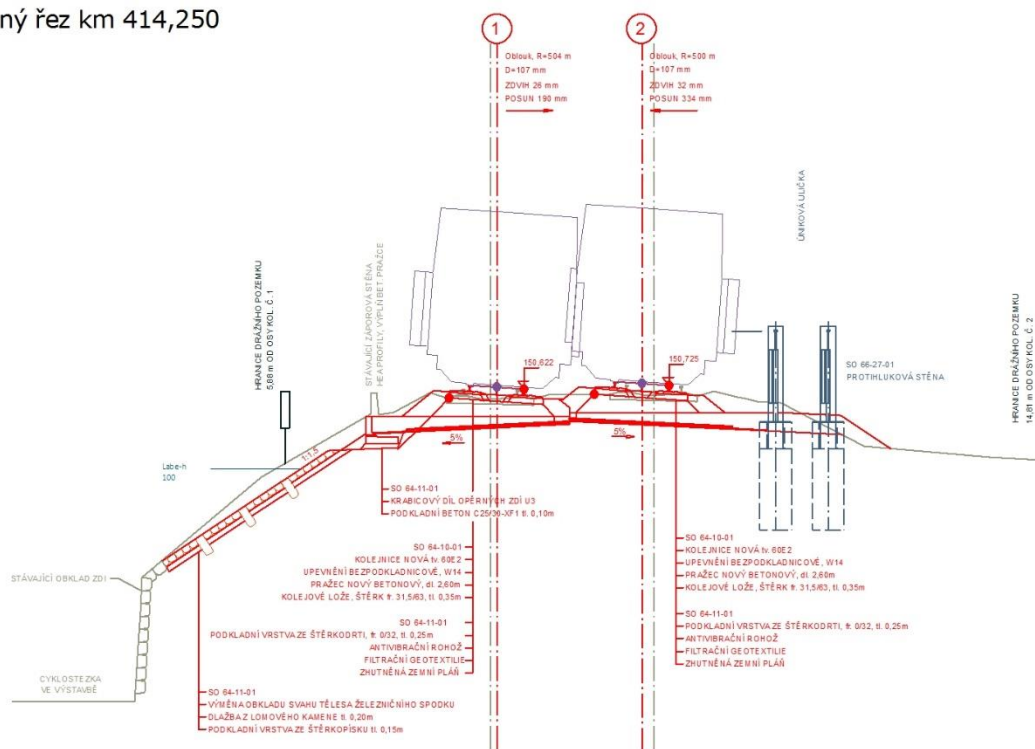 ný řez km 414,250
1
2
Oblouk, R=504 m
D=107 mm
ZDVIH 26 mm
POSUN 190 mm
Oblouk, R=500 m
D=107 mm
ZDVIH 32 mm
POSUN 334 mm
HRANICE DRÁŽNÍHO POZEMKU
5,88 m OD OSY KOL. Č. 1
STÁVAJÍCÍ ZÁPOROVÁ STĚNA
HEA PROFILY, VÝPLŇ BET. PRAŽCE
ÚNIKOVÁ ULIČKA
HRANICE DRÁŽNÍHO POZEMKU
14,81 m OD OSY KOL. Č. 2
150,622
150,725
SO 66-27-01
PROTIHLUKOVÁ STĚNA
5%
5%
1:1,5
Labe-h
100
SO 64-11-01
KRABICOVÝ DÍL OPĚRNÝCH ZDÍ U3
PODKLADNÍ BETON C25/30-XF1 tl. 0,10m
SO 64-10-01
KOLEJNICE NOVÁ tv. 60E2
UPEVNĚNÍ BEZPODKLADNICOVÉ, W14
PRAŽEC NOVÝ BETONOVÝ, dl. 2,60m
KOLEJOVÉ LOŽE, ŠTĚRK fr. 31,5/63, tl. 0,35m
SO 64-11-01
PODKLADNÍ VRSTVA ZE ŠTĚRKODRTI, fr. 0/32, tl. 0,25m
ANTIVIBRAČNÍ ROHOŽ
FILTRAČNÍ GEOTEXTILIE
ZHUTNĚNÁ ZEMNÍ PLÁŇ
SO 64-10-01
KOLEJNICE NOVÁ tv. 60E2
UPEVNĚNÍ BEZPODKLADNICOVÉ, W14
PRAŽEC NOVÝ BETONOVÝ, dl. 2,60m
KOLEJOVÉ LOŽE, ŠTĚRK fr. 31,5/63, tl. 0,35m
SO 64-11-01
PODKLADNÍ VRSTVA ZE ŠTĚRKODRTI, fr. 0/32, tl. 0,25m
ANTIVIBRAČNÍ ROHOŽ
FILTRAČNÍ GEOTEXTILIE
ZHUTNĚNÁ ZEMNÍ PLÁŇ
STÁVAJÍCÍ OBKLAD ZDI
CYKLOSTEZKA
VE VÝSTAVBĚ
SO 64-11-01
VÝMĚNA OBKLADU SVAHU TĚLESA ŽELEZNIČNÍHO SPODKU
DLAŽBA Z LOMOVÉHO KAMENE tl. 0,20m
PODKLADNÍ VRSTVA ZE ŠTĚRKOPÍSKU tl. 0,15m